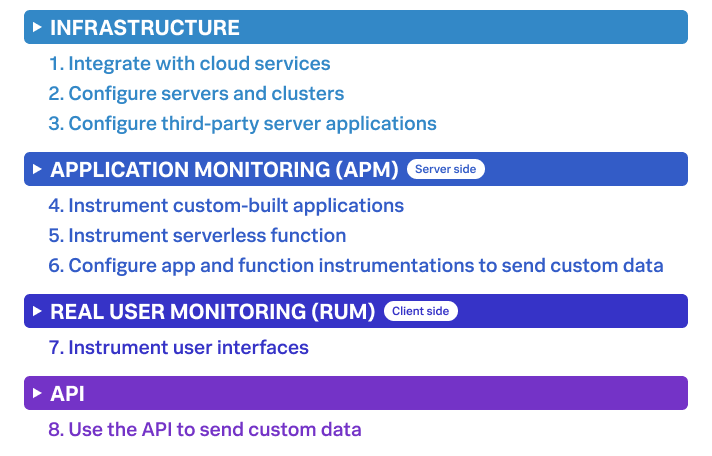 INFRASTRUCTURE
1. Integrate with cloud services
2. Configure servers and clusters
3. Configure third-party server applications
APPLICATION MONITORING (APM) Server side
4. Instrument custom-built applications
5. Instrument serverless function
6. Configure app and function instrumentations to send custom data
REAL USER MONITORING (RUM) Client side
7. Instrument user interfaces
API
8. Use the API to send custom data